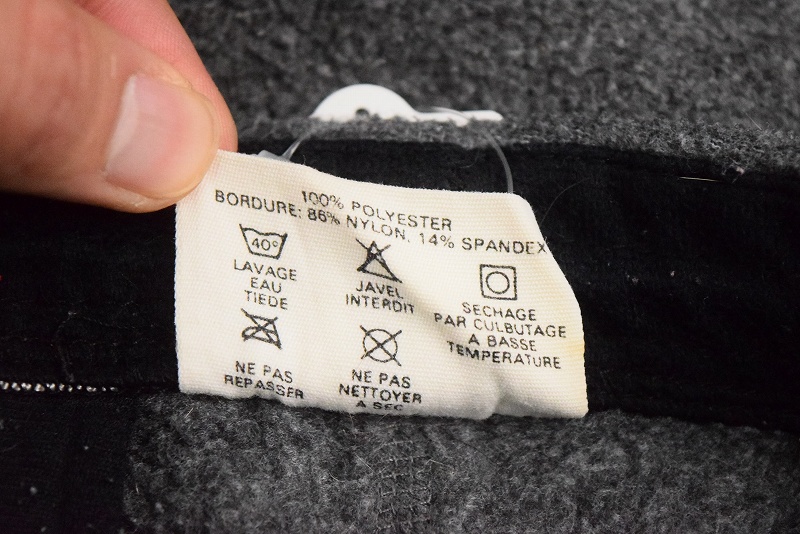 100% POLYESTER
BORDURE: 86% NYLON, 14% SPANDEX
40°
LAVAGE
EAU
TIEDE
JAVEL
INTERDIT
SECHAGE
PAR CULBUTAGE
A BASSE
TEMPERATURE
NE PAS
REPASSER
NE PAS
NETTOYER
A SEC